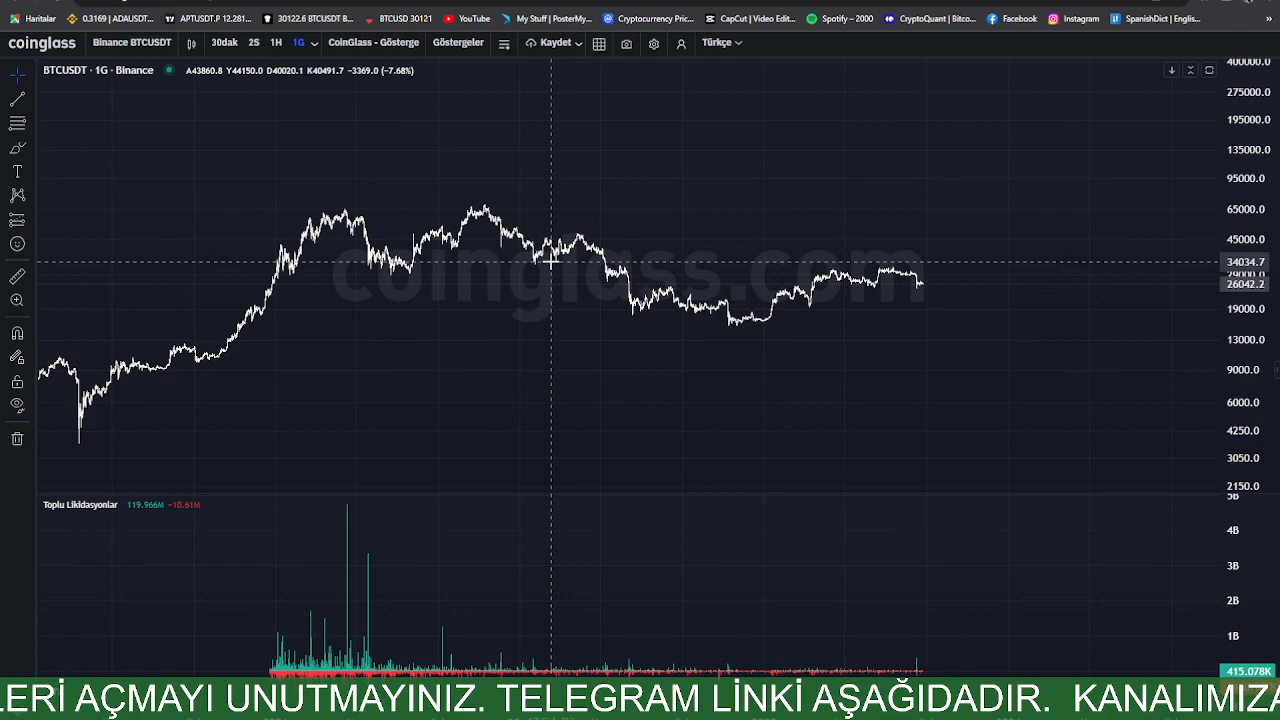 Haritalar 0.3169 | ADAUSDT... APTUSDT.P 12.281... 30122.6 BTCUSDT B... BTCUSD 30121 YouTube My Stuff | PosterMy... Cryptocurrency Pric... CapCut | Video Edit... Spotify – 2000 CryptoQuant | Bitco... Facebook Instagram SpanishDict | Englis... »
coinglass Binance BTCUSDT 30dak 2S 1H 1G CoinGlass - Gösterge Göstergeler Kaydet Türkçe
BTCUSDT · 1G · Binance A43860.8 Y44150.0 D40020.1 K40491.7 −3369.0 (−7.68%)
400000.0
275000.0
195000.0
135000.0
95000.0
65000.0
45000.0
34034.7
29000.0
26042.2
19000.0
13000.0
9000.0
6000.0
4250.0
3050.0
2150.0
coinglass.com
Toplu Likidasyonlar 119.966M −10.61M
5B
4B
3B
2B
1B
415.078K
LERİ AÇMAYI UNUTMAYINIZ. TELEGRAM LİNKİ AŞAĞIDADIR. KANALIMIZA